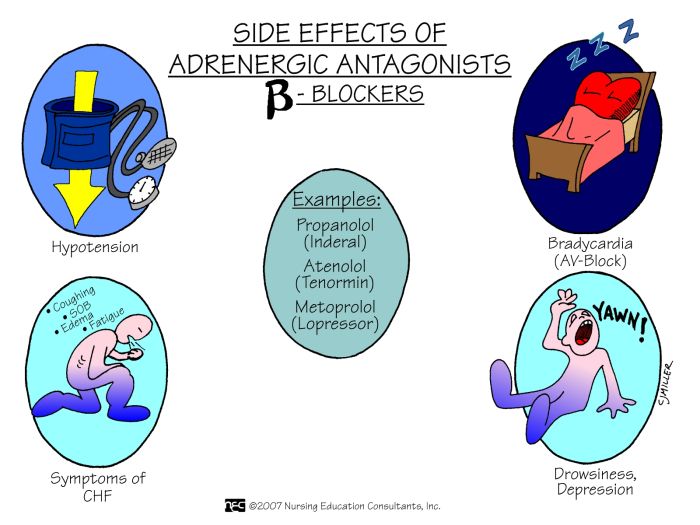 SIDE EFFECTS OF
ADRENERGIC ANTAGONISTS
β - BLOCKERS
Hypotension
Z Z Z
Bradycardia
(AV-Block)
Examples:
Propanolol
(Inderal)
Atenolol
(Tenormin)
Metoprolol
(Lopressor)
• Coughing
• SOB
• Edema
• Fatigue
Symptoms of
CHF
YAWN!
SJMILLER
Drowsiness,
Depression
NEC ©2007 Nursing Education Consultants, Inc.